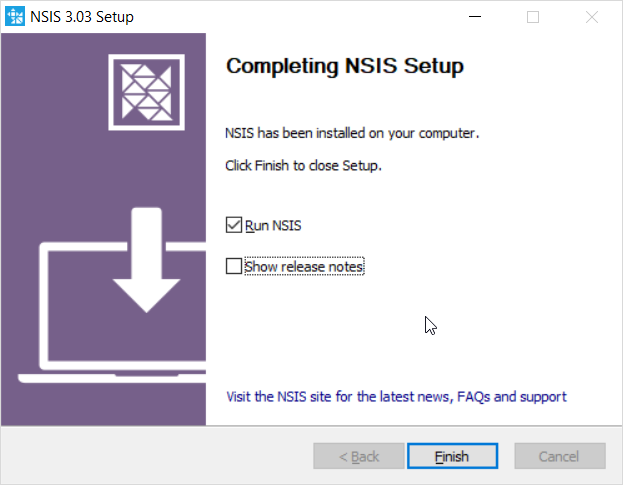 NSIS 3.03 Setup
Completing NSIS Setup
NSIS has been installed on your computer.
Click Finish to close Setup.
Run NSIS
Show release notes
Visit the NSIS site for the latest news, FAQs and support
< Back
Finish
Cancel